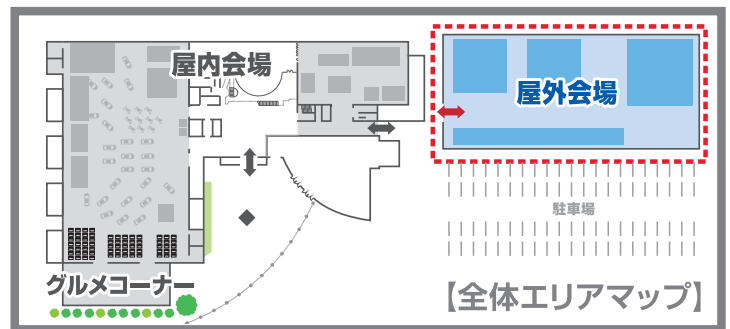 屋内会場
屋外会場
駐車場
グルメコーナー
【全体エリアマップ】